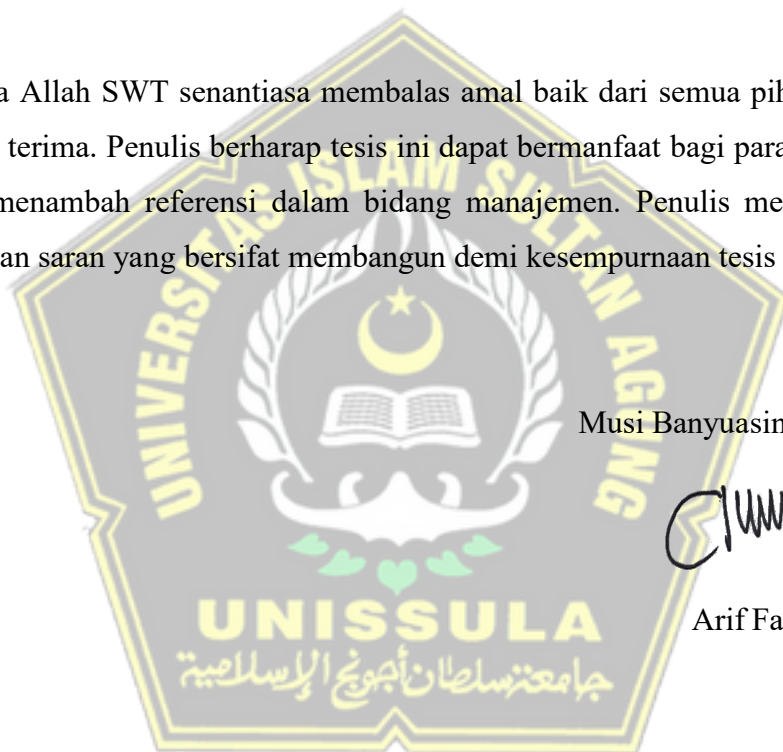 a Allah SWT senantiasa membalas amal baik dari semua pih
terima. Penulis berharap tesis ini dapat bermanfaat bagi para
menambah referensi dalam bidang manajemen. Penulis me
an saran yang bersifat membangun demi kesempurnaan tesis
UNIVERSITAS ISLAM SULTAN AGUNG
Musi Banyuasin
Arif Fa
UNISSULA
جامعة سلطان أجونج الإسلامية